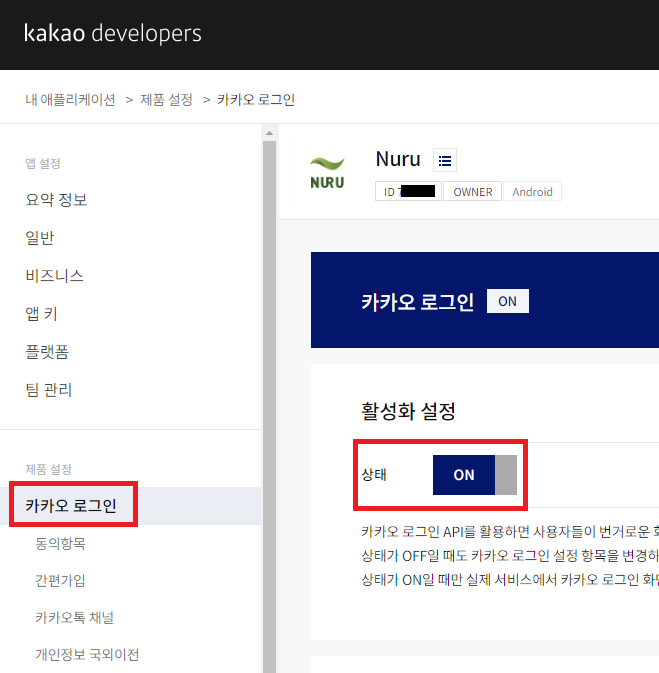 kakao developers
내 애플리케이션 > 제품 설정 > 카카오 로그인
앱 설정
요약 정보
일반
비즈니스
앱 키
플랫폼
팀 관리
제품 설정
카카오 로그인
동의항목
간편가입
카카오톡 채널
개인정보 국외이전
NURU
Nuru
ID 7
OWNER
Android
카카오 로그인 ON
활성화 설정
상태 ON
카카오 로그인 API를 활용하면 사용자들이 번거로운
상태가 OFF일 때도 카카오 로그인 설정 항목을 변경하
상태가 ON일 때만 실제 서비스에서 카카오 로그인